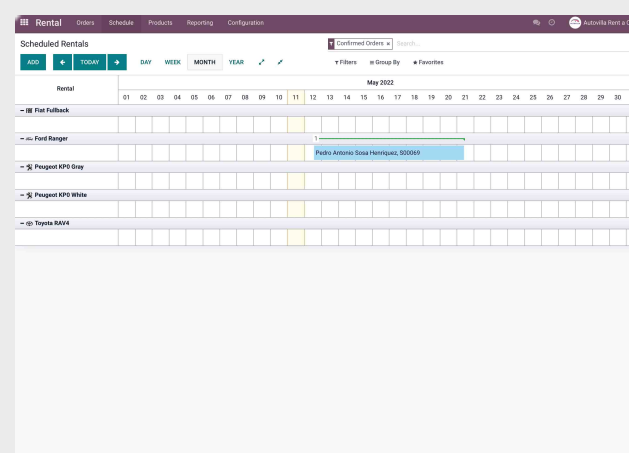 Rental Orders Schedule Products Reporting Configuration Autovilla Rent a C
Scheduled Rentals
Confirmed Orders × Search...
ADD TODAY DAY WEEK MONTH YEAR Filters Group By Favorites
Rental
May 2022
01 02 03 04 05 06 07 08 09 10 11 12 13 14 15 16 17 18 19 20 21 22 23 24 25 26 27 28 29 30
Fiat Fullback
Ford Ranger
1
Pedro Antonio Sosa Henriquez, S00069
Peugeot KP0 Gray
Peugeot KP0 White
Toyota RAV4